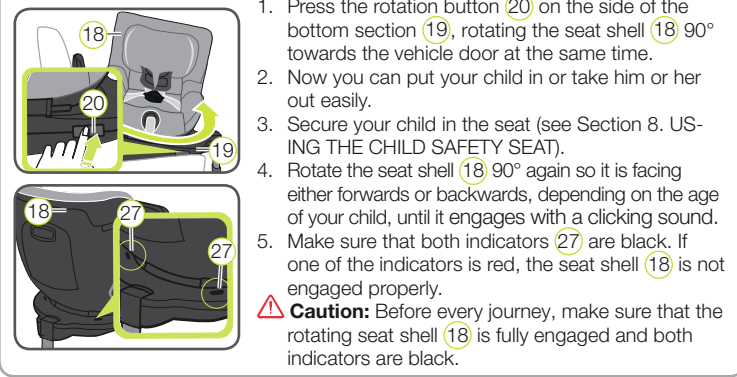 18
20
19
18
27
27
1. Press the rotation button 20 on the side of the
bottom section 19, rotating the seat shell 18 90°
towards the vehicle door at the same time.
2. Now you can put your child in or take him or her
out easily.
3. Secure your child in the seat (see Section 8. US-
ING THE CHILD SAFETY SEAT).
4. Rotate the seat shell 18 90° again so it is facing
either forwards or backwards, depending on the age
of your child, until it engages with a clicking sound.
5. Make sure that both indicators 27 are black. If
one of the indicators is red, the seat shell 18 is not
engaged properly.
Caution: Before every journey, make sure that the
rotating seat shell 18 is fully engaged and both
indicators are black.